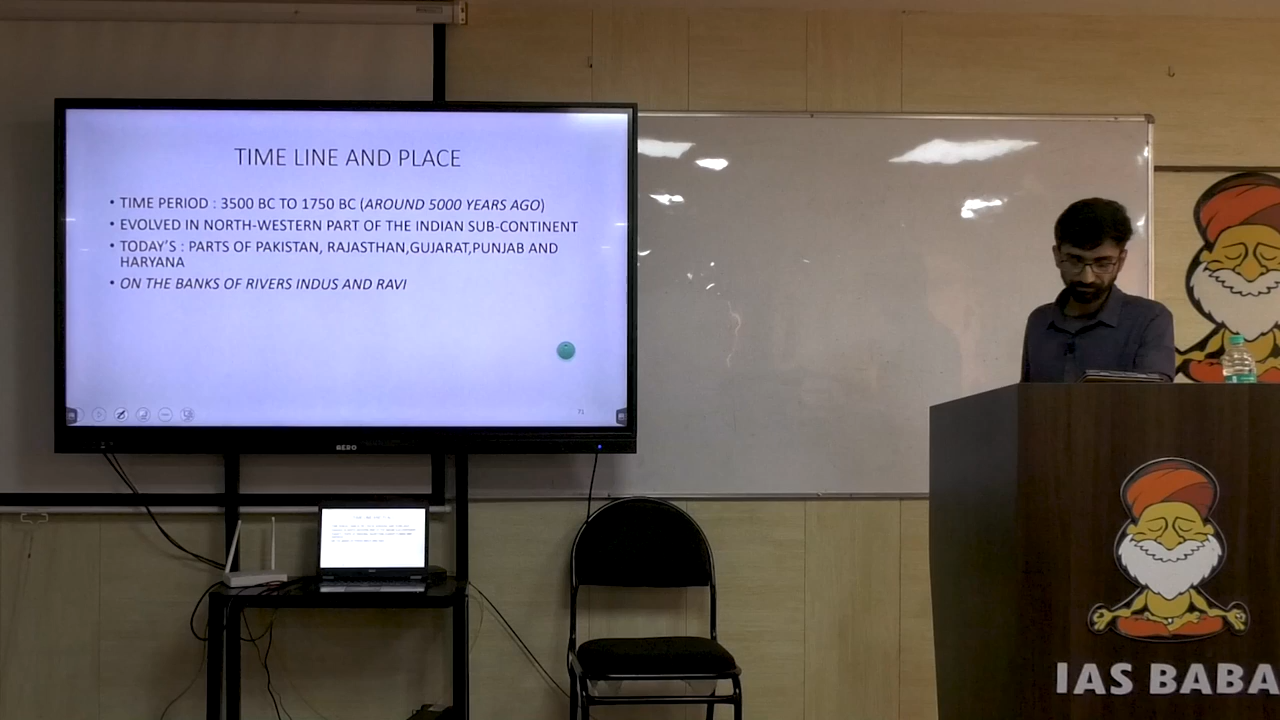 TIME LINE AND PLACE
• TIME PERIOD : 3500 BC TO 1750 BC (AROUND 5000 YEARS AGO)
• EVOLVED IN NORTH-WESTERN PART OF THE INDIAN SUB-CONTINENT
• TODAY'S : PARTS OF PAKISTAN, RAJASTHAN,GUJARAT,PUNJAB AND
HARYANA
• ON THE BANKS OF RIVERS INDUS AND RAVI
71
IAS BABA